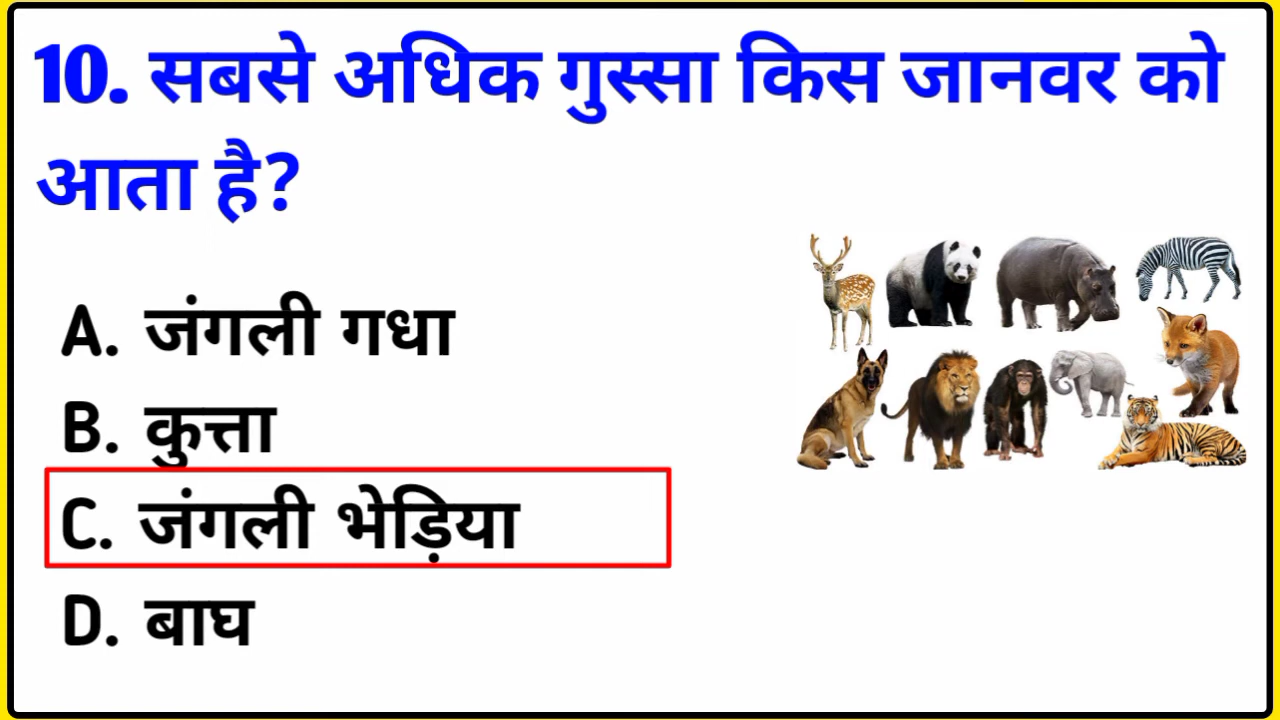 10. सबसे अधिक गुस्सा किस जानवर को
आता है?
A. जंगली गधा
B. कुत्ता
C. जंगली भेड़िया
D. बाघ